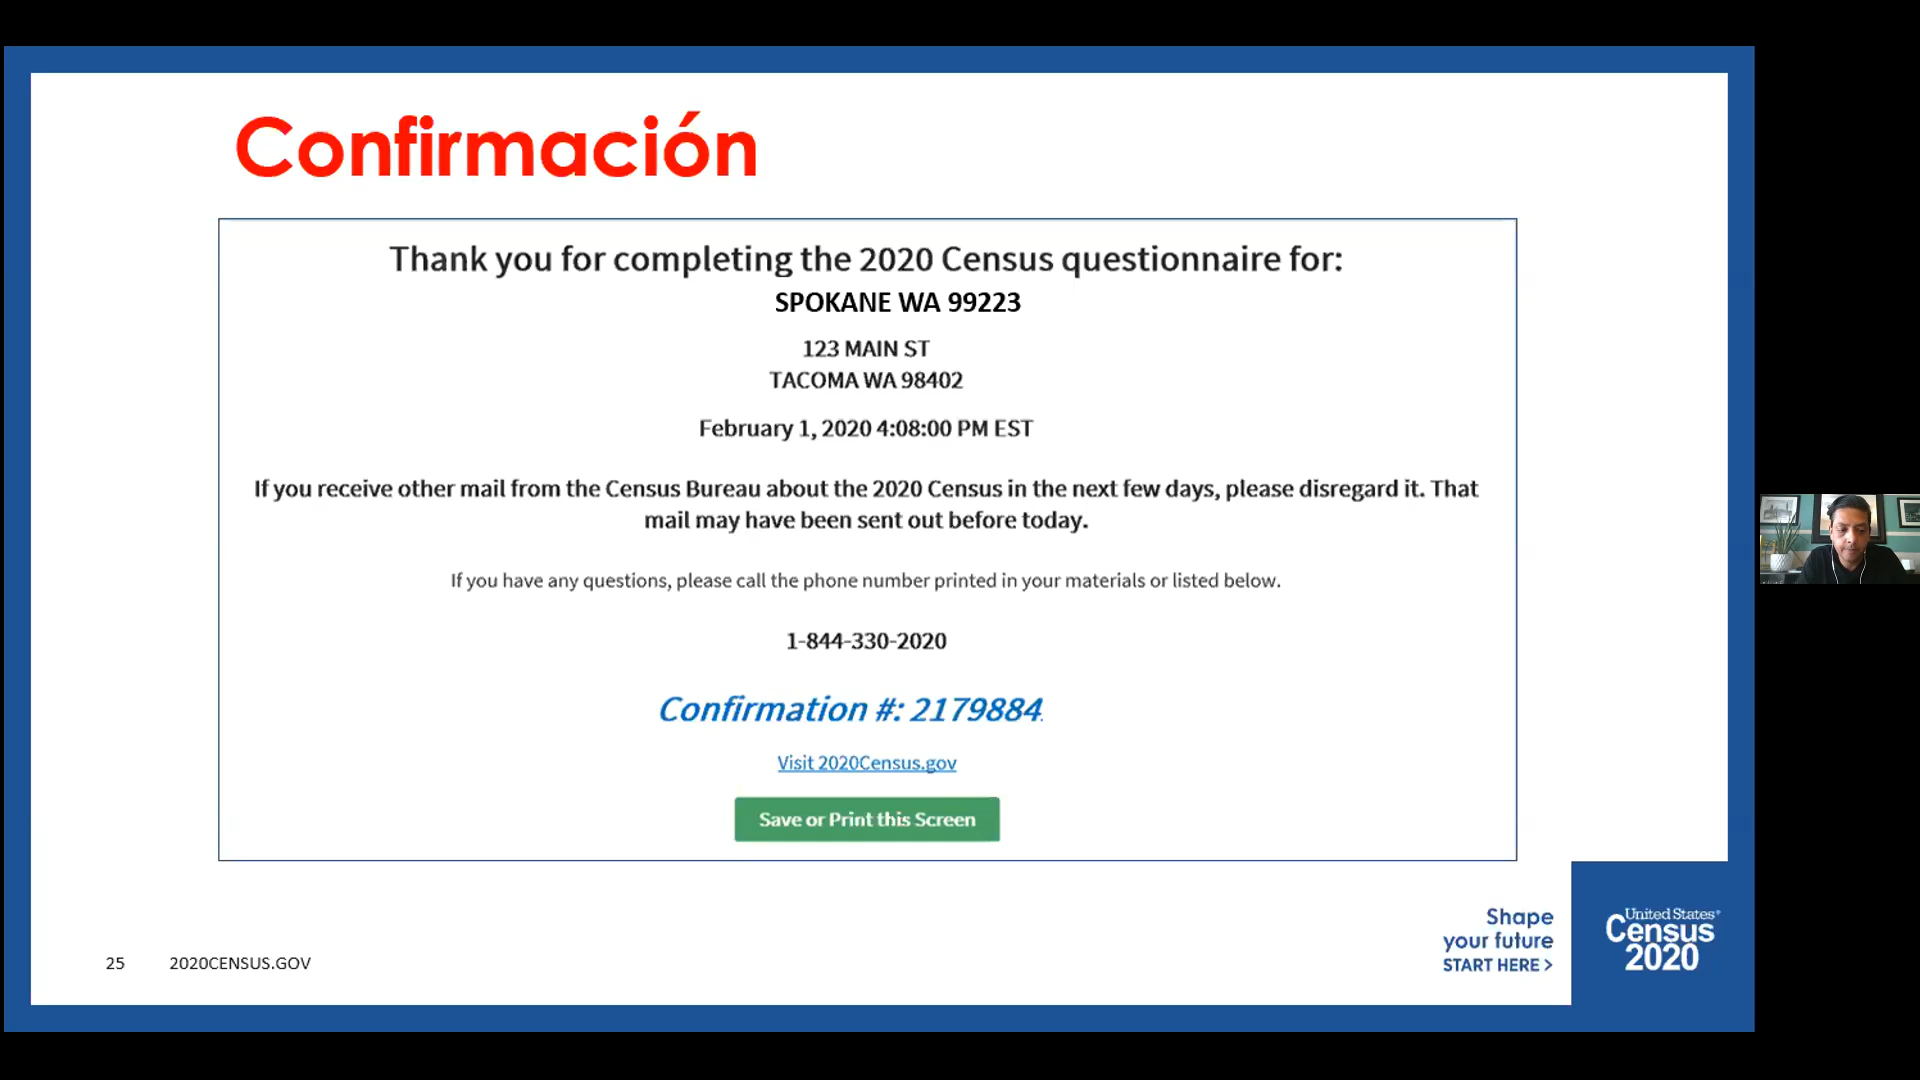 Confirmación
Thank you for completing the 2020 Census questionnaire for:
SPOKANE WA 99223
123 MAIN ST
TACOMA WA 98402
February 1, 2020 4:08:00 PM EST
If you receive other mail from the Census Bureau about the 2020 Census in the next few days, please disregard it. That
mail may have been sent out before today.
If you have any questions, please call the phone number printed in your materials or listed below.
1-844-330-2020
Confirmation #: 2179884.
Visit 2020Census.gov
Save or Print this Screen
Shape
your future
START HERE >
United States®
Census
2020
25 2020CENSUS.GOV